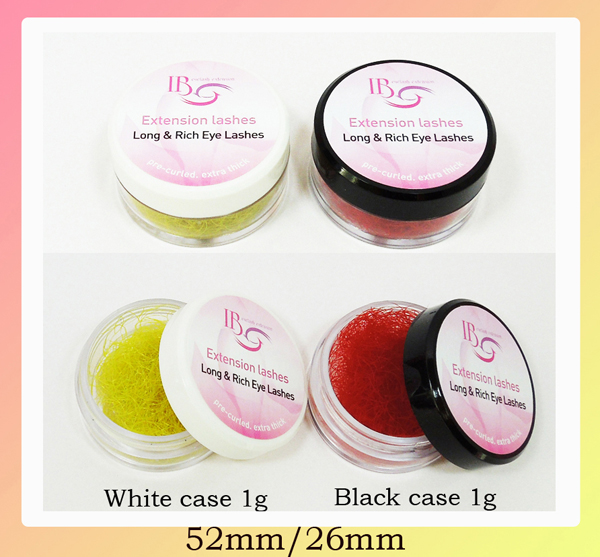 IB
Extension lashes
Long & Rich Eye Lashes
pre-curled, extra thick
IB
Extension lashes
Long & Rich Eye Lashes
pre-curled, extra thick
IB
Extension lashes
Long & Rich Eye Lashes
pre-curled, extra thick
IB
Extension lashes
Long & Rich Eye Lashes
pre-curled, extra thick
White case 1g
Black case 1g
52mm/26mm